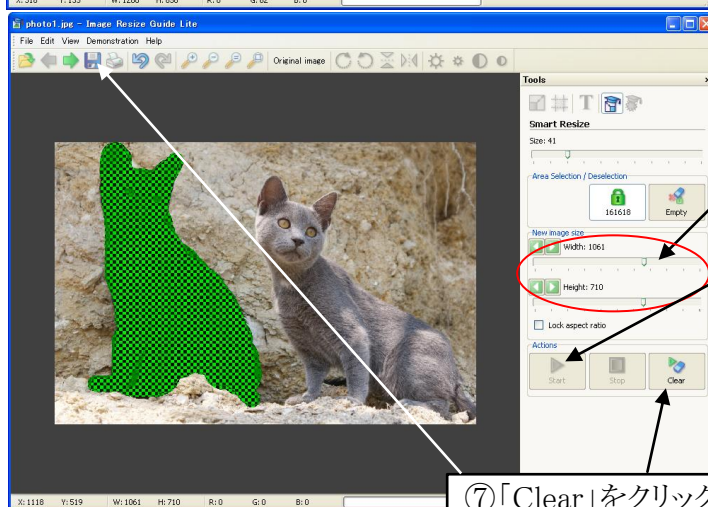 photo1.jpg - Image Resize Guide Lite
File Edit View Demonstration Help
Original image
Tools
Smart Resize
Size: 41
Area Selection / Deselection
161618
Empty
New image size
Width: 1061
Height: 710
Lock aspect ratio
Actions
Start
Stop
Clear
X: 1118 Y: 519 W: 1061 H: 710 R: 0 G: 0 B: 0
⑦「Clear」をクリック